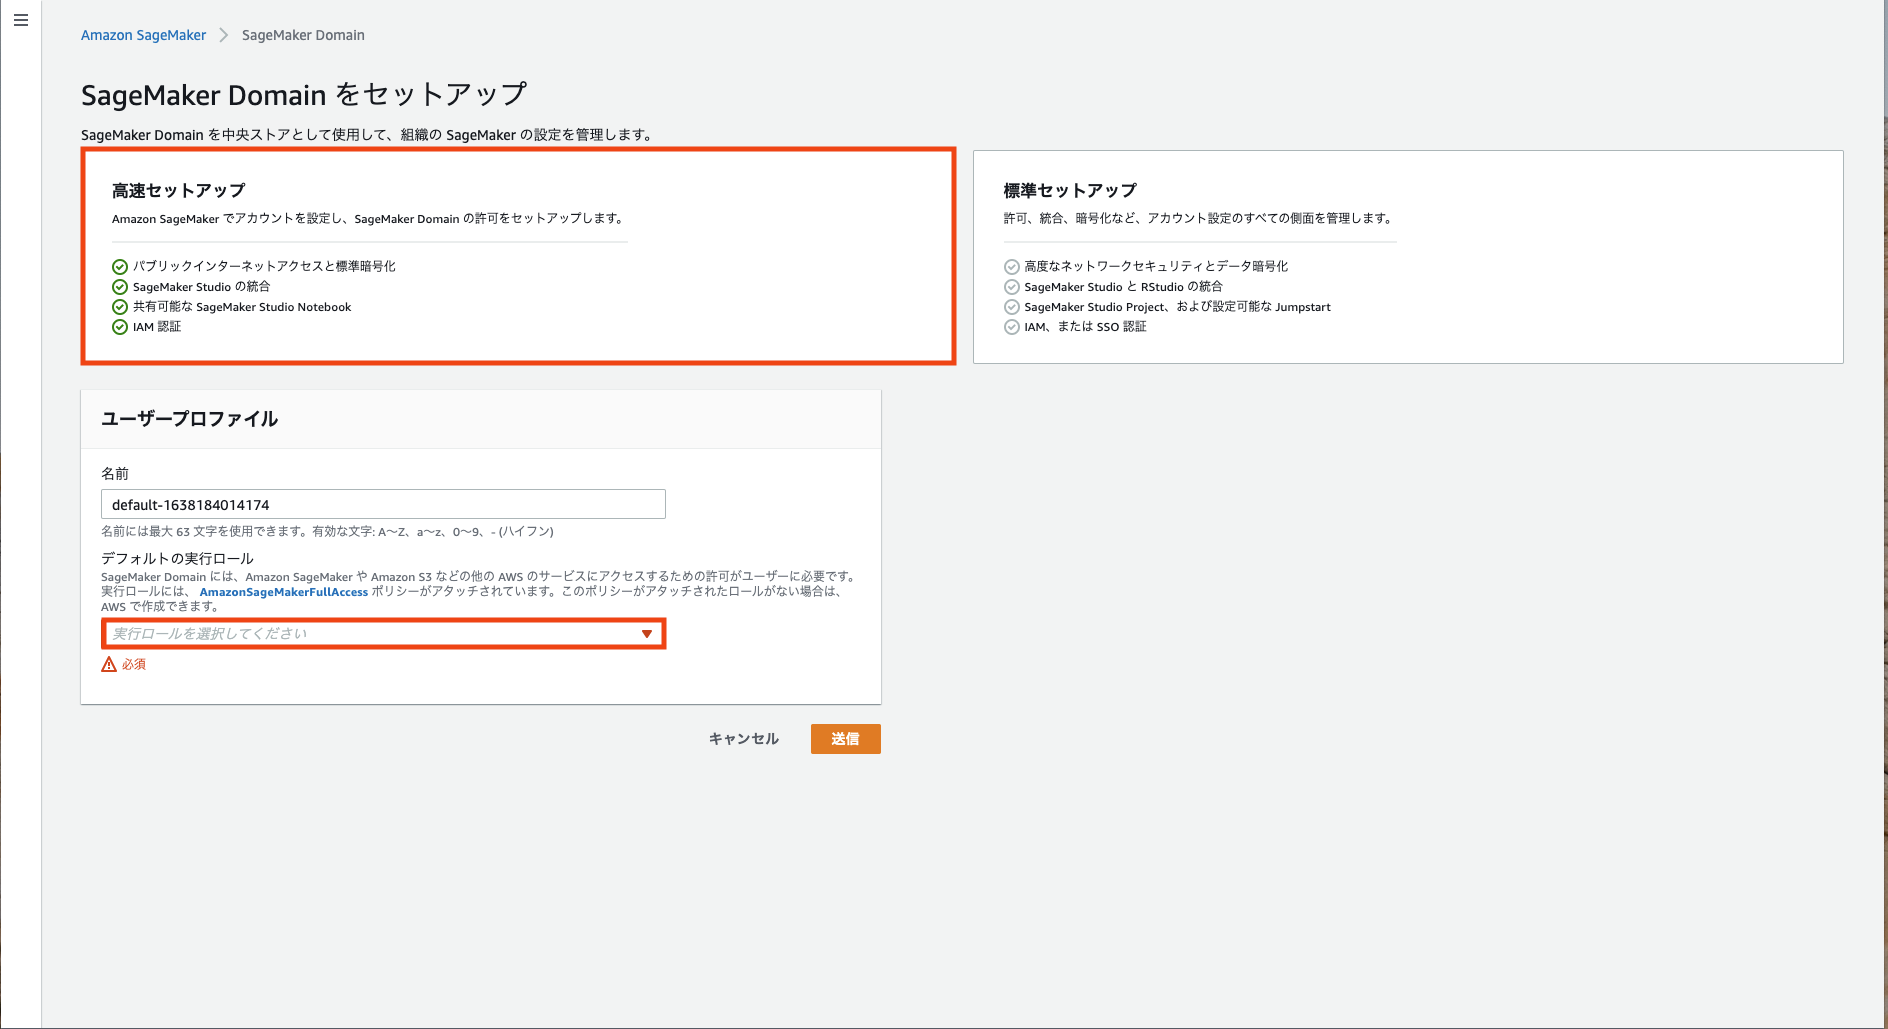 Amazon SageMaker > SageMaker Domain
SageMaker Domain をセットアップ
SageMaker Domain を中央ストアとして使用して、組織の SageMaker の設定を管理します。
高速セットアップ
Amazon SageMaker でアカウントを設定し、SageMaker Domain の許可をセットアップします。
パブリックインターネットアクセスと標準暗号化
SageMaker Studio の統合
共有可能な SageMaker Studio Notebook
IAM 認証
標準セットアップ
許可、統合、暗号化など、アカウント設定のすべての側面を管理します。
高度なネットワークセキュリティとデータ暗号化
SageMaker Studio と RStudio の統合
SageMaker Studio Project、および設定可能な Jumpstart
IAM、または SSO 認証
ユーザープロファイル
名前
default-1638184014174
名前には最大 63 文字を使用できます。有効な文字: A〜Z、a〜z、0〜9、- (ハイフン)
デフォルトの実行ロール
SageMaker Domain には、Amazon SageMaker や Amazon S3 などの他の AWS のサービスにアクセスするための許可がユーザーに必要です。
実行ロールには、 AmazonSageMakerFullAccess ポリシーがアタッチされています。このポリシーがアタッチされたロールがない場合は、
AWS で作成できます。
実行ロールを選択してください
必須
キャンセル
送信